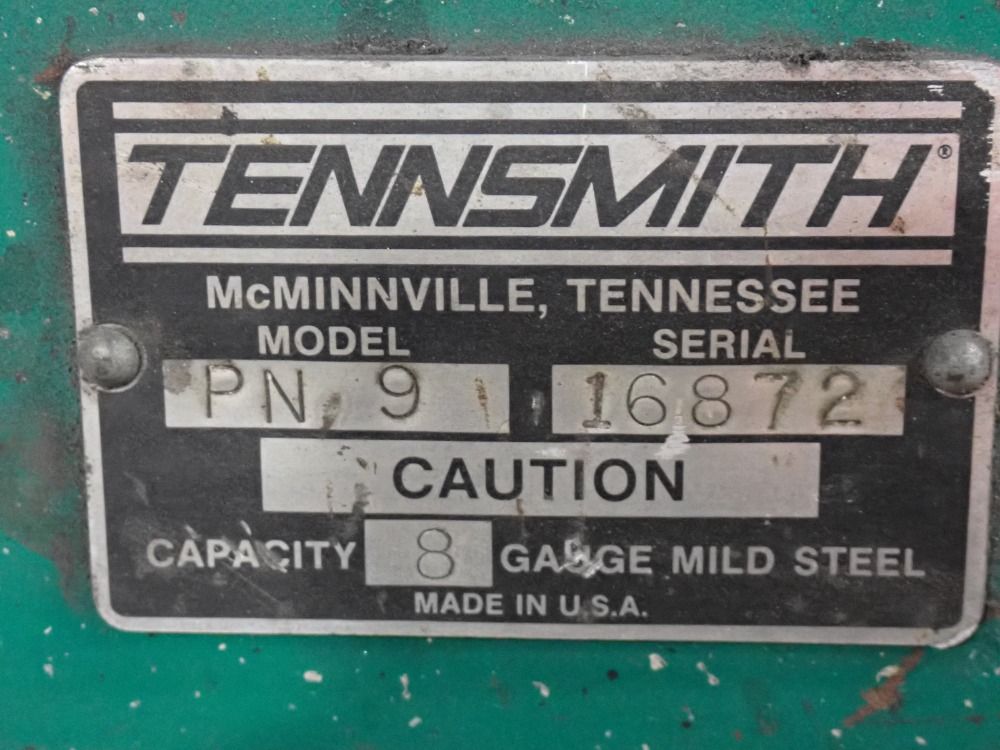 TENNSMITH®
McMINNVILLE, TENNESSEE
MODEL SERIAL
PN 9 16872
CAUTION
CAPACITY 8 GAUGE MILD STEEL
MADE IN U.S.A.